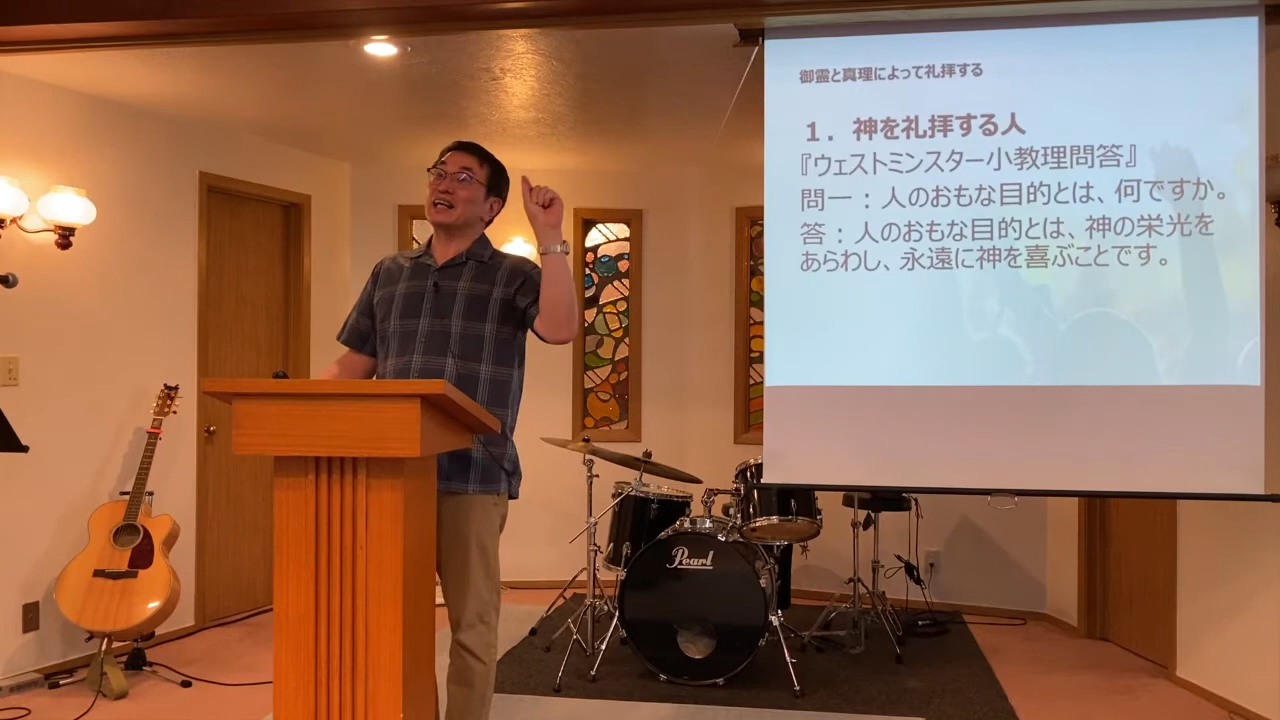 御霊と真理によって礼拝する
１．神を礼拝する人
『ウェストミンスター小教理問答』
問一：人のおもな目的とは、何ですか。
答：人のおもな目的とは、神の栄光を
あらわし、永遠に神を喜ぶことです。
Pearl